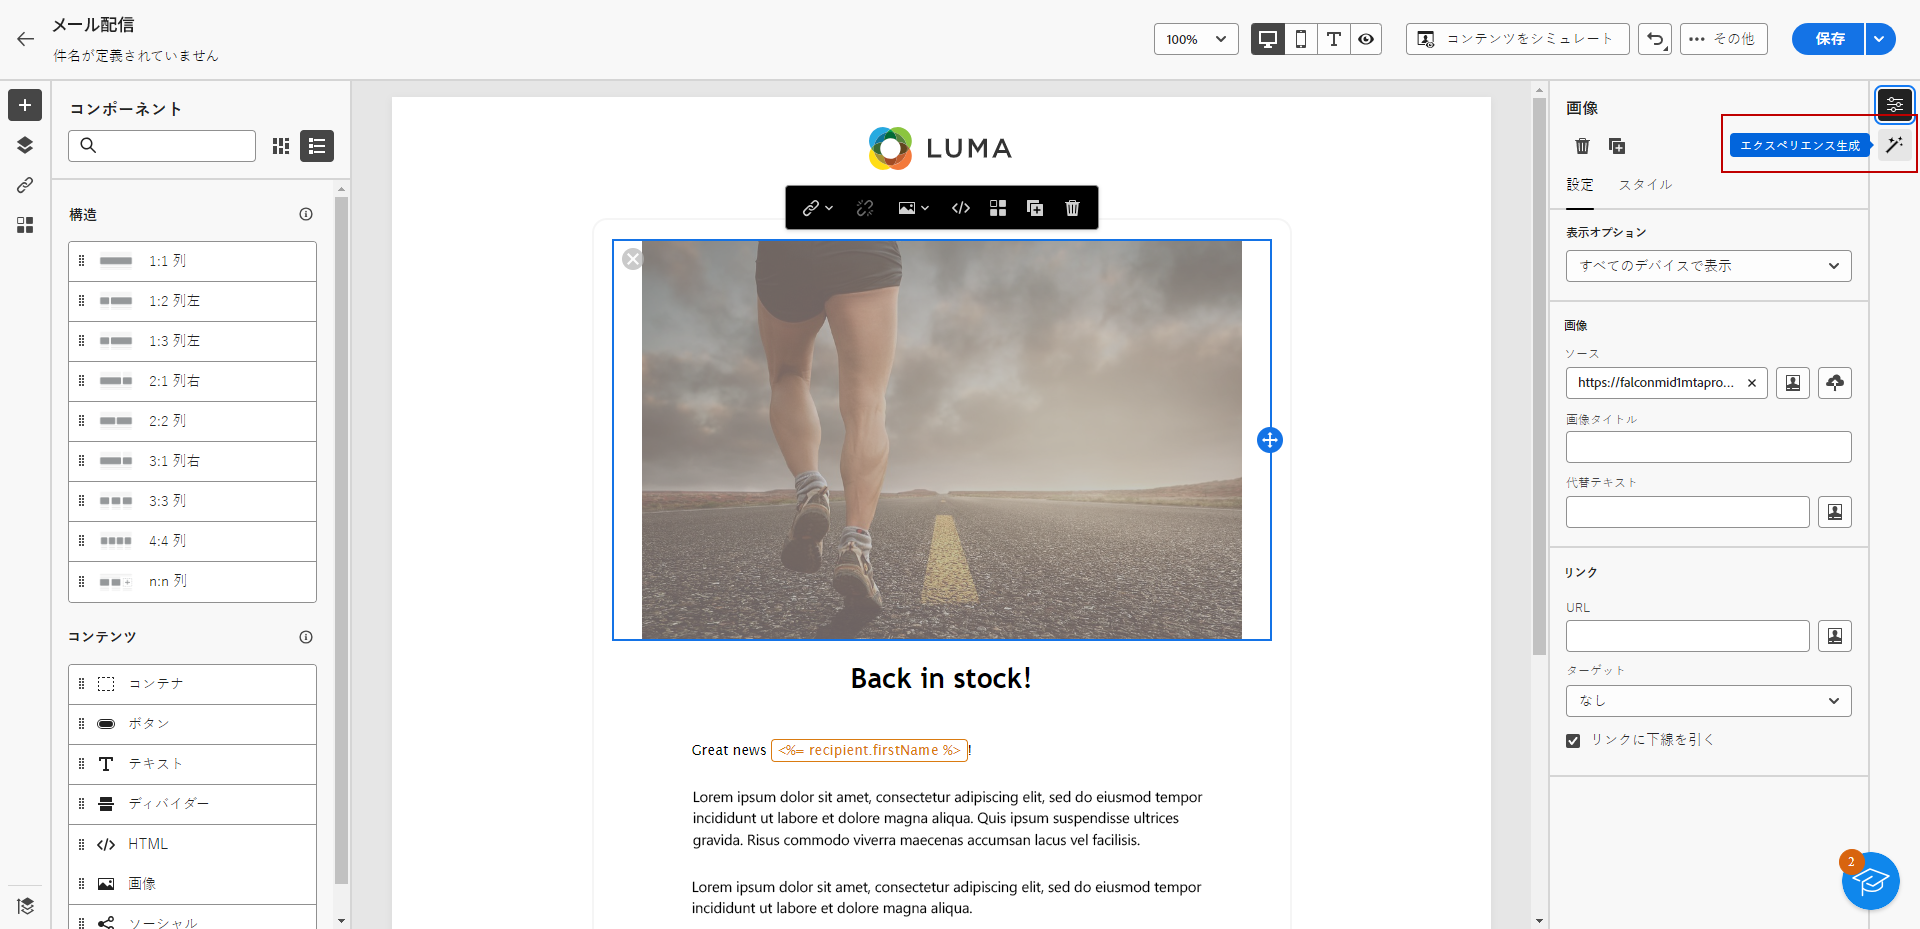 メール配信
件名が定義されていません
100%
コンテンツをシミュレート
その他
保存
コンポーネント
構造
1:1 列
1:2 列左
1:3 列左
2:1 列右
2:2 列
3:1 列右
3:3 列
4:4 列
n:n 列
コンテンツ
コンテナ
ボタン
テキスト
ディバイダー
HTML
画像
ソーシャル
LUMA
Back in stock!
Great news <%= recipient.firstName %>!
Lorem ipsum dolor sit amet, consectetur adipiscing elit, sed do eiusmod tempor
incididunt ut labore et dolore magna aliqua. Quis ipsum suspendisse ultrices
gravida. Risus commodo viverra maecenas accumsan lacus vel facilisis.
Lorem ipsum dolor sit amet, consectetur adipiscing elit, sed do eiusmod tempor
incididunt ut labore et dolore magna aliqua.
画像
エクスペリエンス生成
設定
スタイル
表示オプション
すべてのデバイスで表示
画像
ソース
https://falconmid1mtapro...
画像タイトル
代替テキスト
リンク
URL
ターゲット
なし
リンクに下線を引く
2